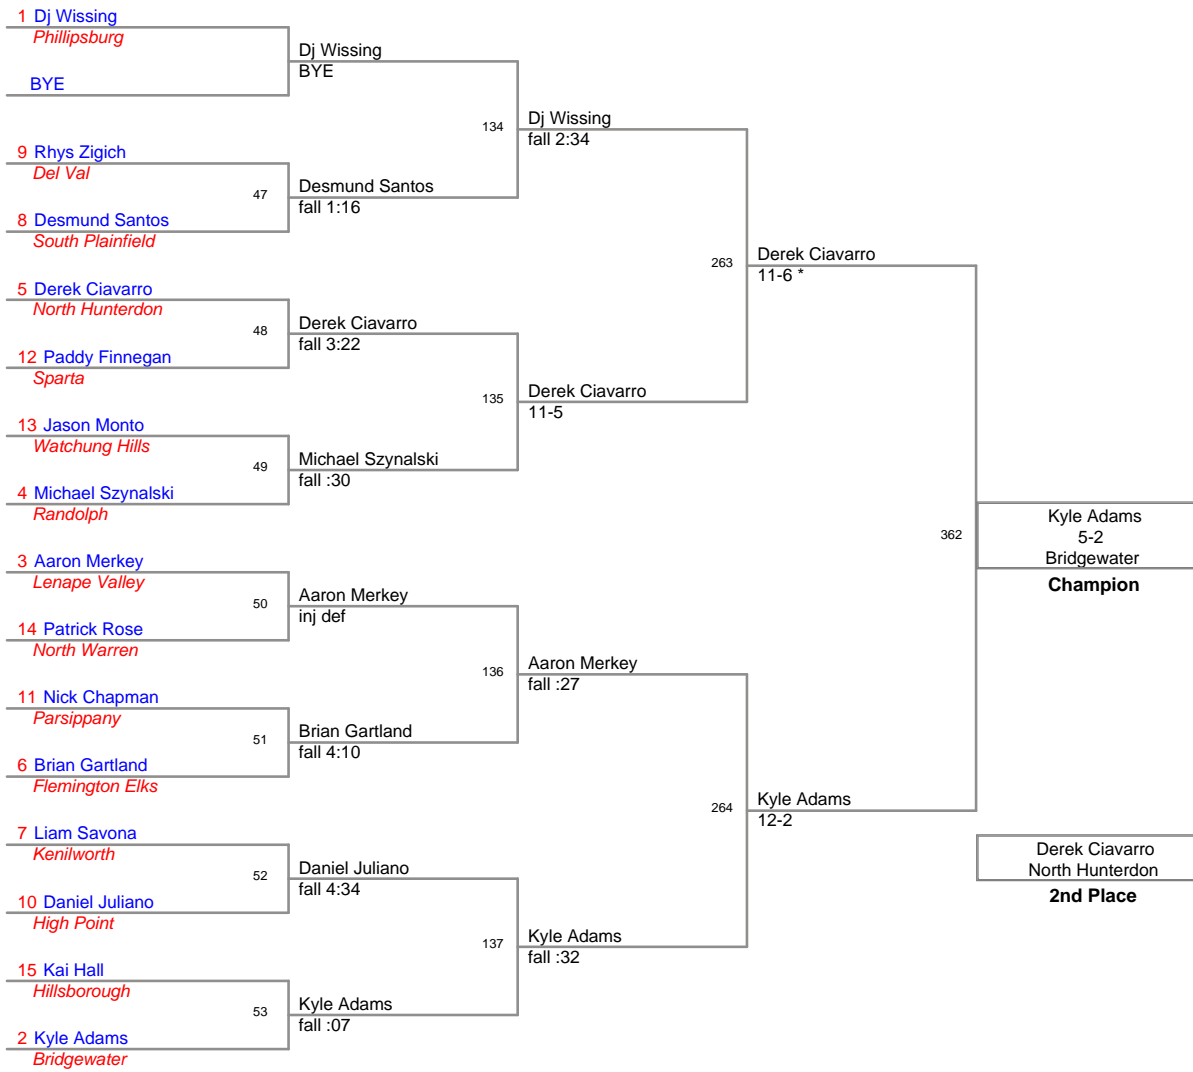 1 Dj Wissing
Phillipsburg
BYE
9 Rhys Zigich
Del Val
8 Desmund Santos
South Plainfield
5 Derek Ciavarro
North Hunterdon
12 Paddy Finnegan
Sparta
13 Jason Monto
Watchung Hills
4 Michael Szynalski
Randolph
3 Aaron Merkey
Lenape Valley
14 Patrick Rose
North Warren
11 Nick Chapman
Parsippany
6 Brian Gartland
Flemington Elks
7 Liam Savona
Kenilworth
10 Daniel Juliano
High Point
15 Kai Hall
Hillsborough
2 Kyle Adams
Bridgewater
47
48
49
50
51
52
53
Dj Wissing
BYE
Desmund Santos
fall 1:16
Derek Ciavarro
fall 3:22
Michael Szynalski
fall :30
Aaron Merkey
inj def
Brian Gartland
fall 4:10
Daniel Juliano
fall 4:34
Kyle Adams
fall :07
134
135
136
137
Dj Wissing
fall 2:34
Derek Ciavarro
11-5
Aaron Merkey
fall :27
Kyle Adams
fall :32
263
264
Derek Ciavarro
11-6 *
Kyle Adams
12-2
362
Kyle Adams
5-2
Bridgewater
Champion
Derek Ciavarro
North Hunterdon
2nd Place